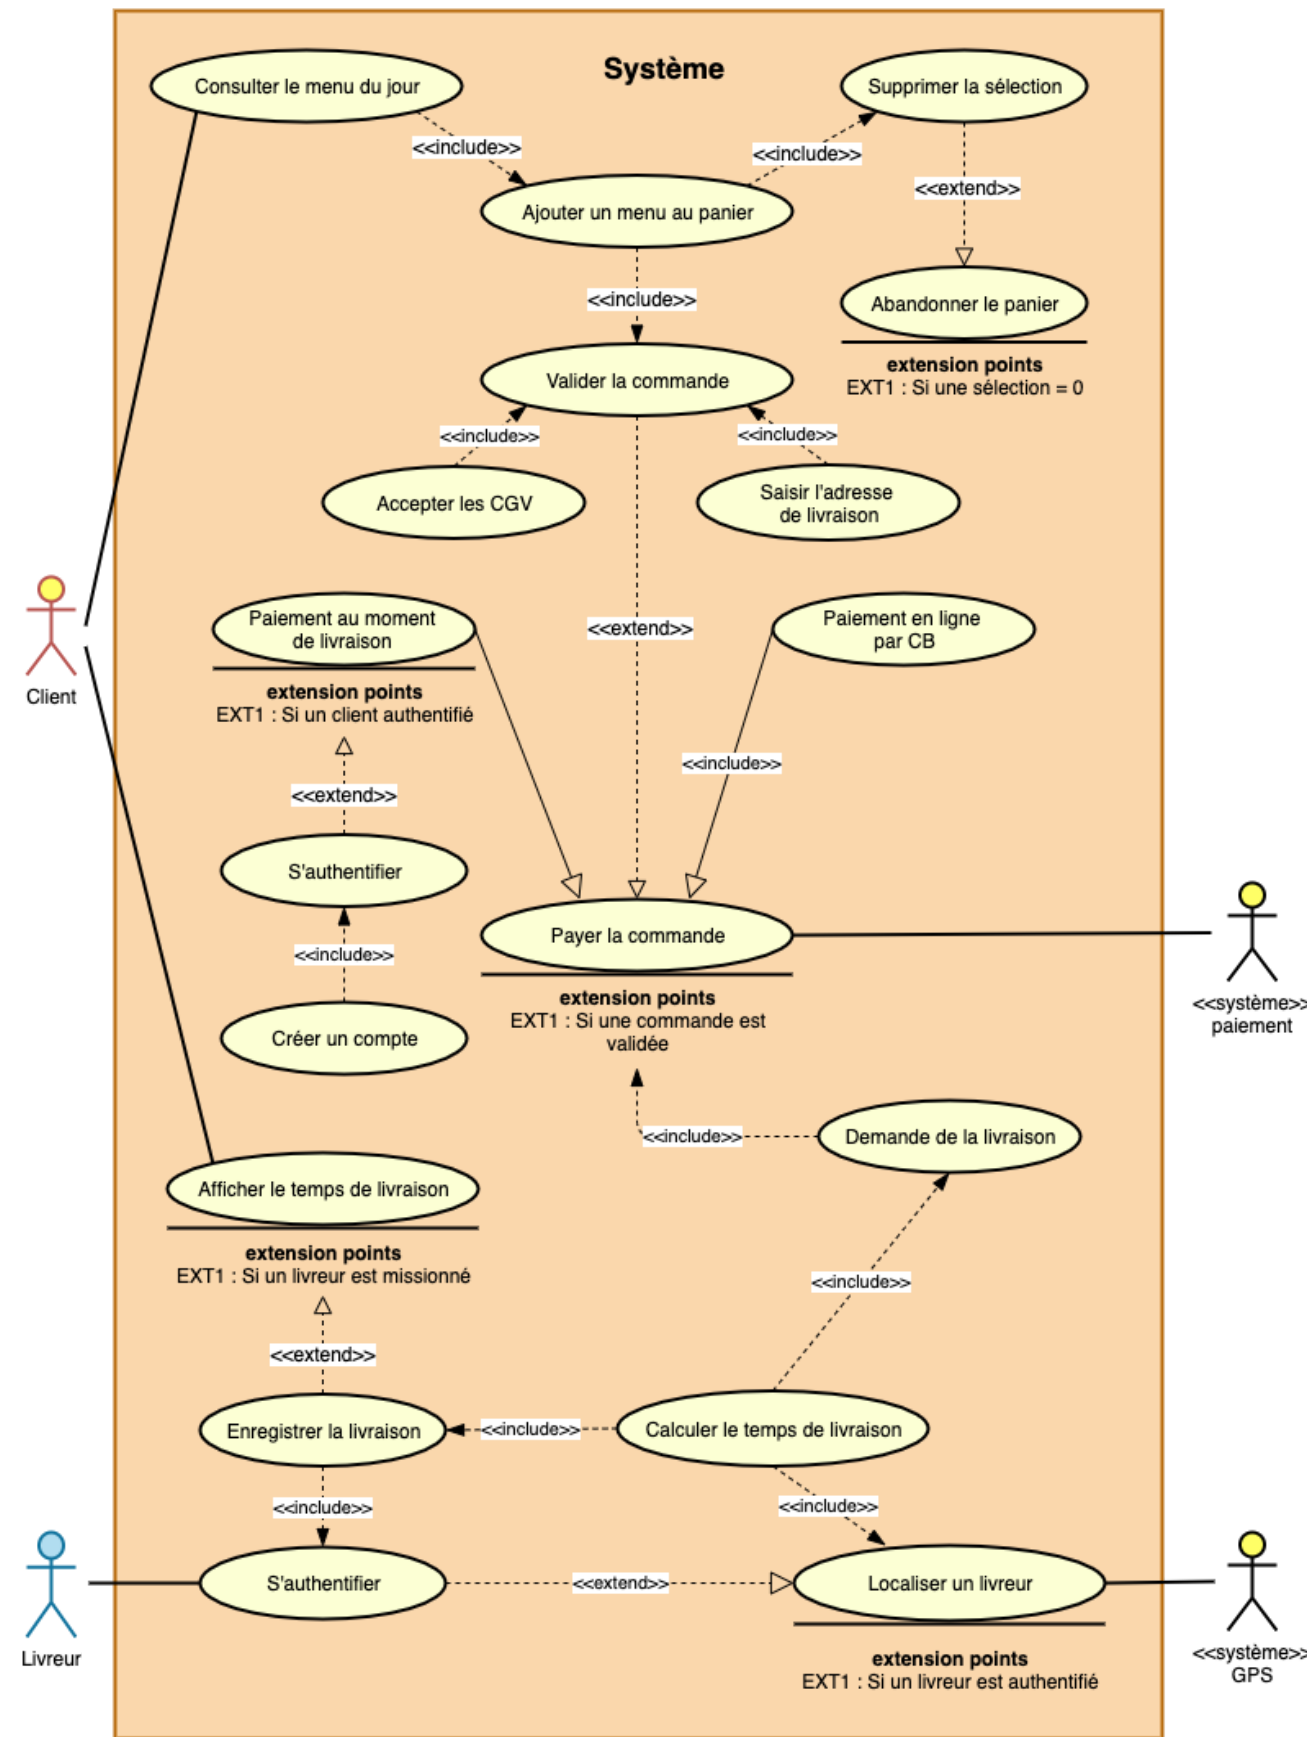 Système
Consulter le menu du jour
Supprimer la sélection
<<include>>
<<include>>
<<extend>>
Ajouter un menu au panier
<<include>>
Abandonner le panier
extension points
EXT1 : Si une sélection = 0
Valider la commande
<<include>>
<<include>>
Accepter les CGV
Saisir l'adresse
de livraison
Paiement au moment
de livraison
<<extend>>
Paiement en ligne
par CB
extension points
EXT1 : Si un client authentifié
Client
<<include>>
<<extend>>
S'authentifier
Payer la commande
<<include>>
extension points
EXT1 : Si une commande est
validée
<<système>>
paiement
Créer un compte
<<include>>
Demande de la livraison
Afficher le temps de livraison
extension points
EXT1 : Si un livreur est missionné
<<include>>
<<extend>>
Enregistrer la livraison
<<include>>
Calculer le temps de livraison
<<include>>
<<include>>
S'authentifier
<<extend>>
Localiser un livreur
Livreur
extension points
EXT1 : Si un livreur est authentifié
<<système>>
GPS